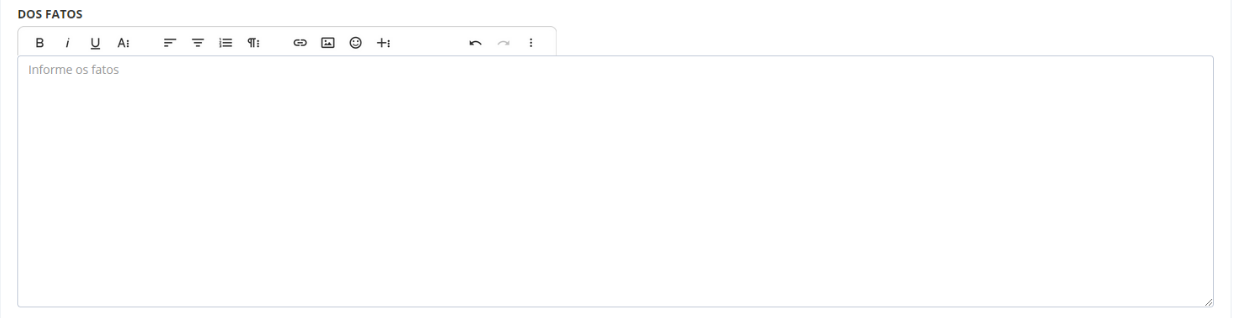 DOS FATOS
B i U A
Informe os fatos